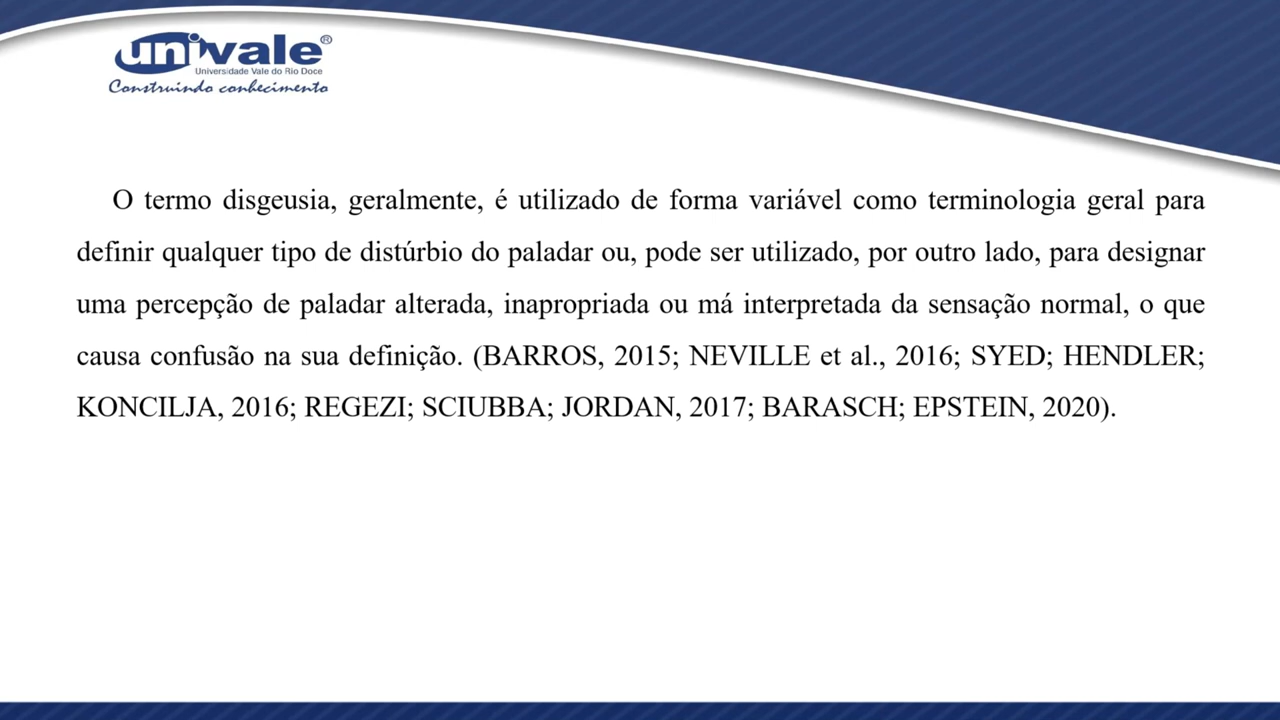 univale®
Universidade Vale do Rio Doce
Construindo conhecimento
O termo disgeusia, geralmente, é utilizado de forma variável como terminologia geral para
definir qualquer tipo de distúrbio do paladar ou, pode ser utilizado, por outro lado, para designar
uma percepção de paladar alterada, inapropriada ou má interpretada da sensação normal, o que
causa confusão na sua definição. (BARROS, 2015; NEVILLE et al., 2016; SYED; HENDLER;
KONCILJA, 2016; REGEZI; SCIUBBA; JORDAN, 2017; BARASCH; EPSTEIN, 2020).